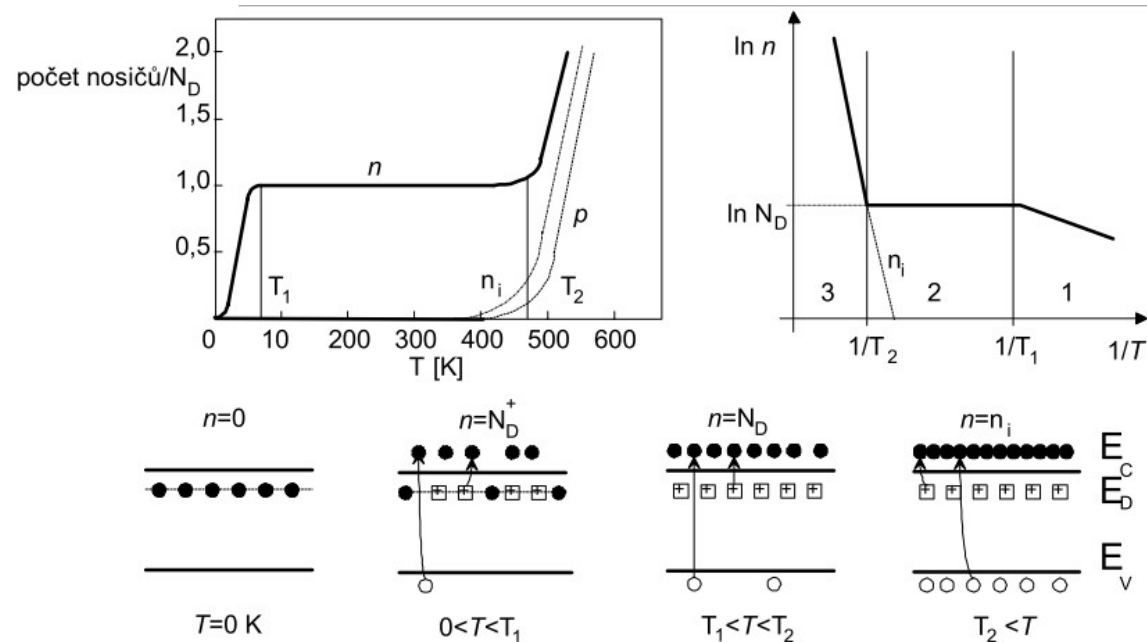 2,0
počet nosičů/N_D
1,5
1,0
0,5
n
p
n_i
T_1
T_2
0 10 200 300 400 500 600
T [K]
ln n
ln N_D
n_i
3 2 1
1/T_2 1/T_1 1/T
n=0 n=N_D^+ n=N_D n=n_i
+ + + + + + + + + + + + + + + +
E_C
E_D
E_V
T=0 K 0<T<T_1 T_1<T<T_2 T_2<T